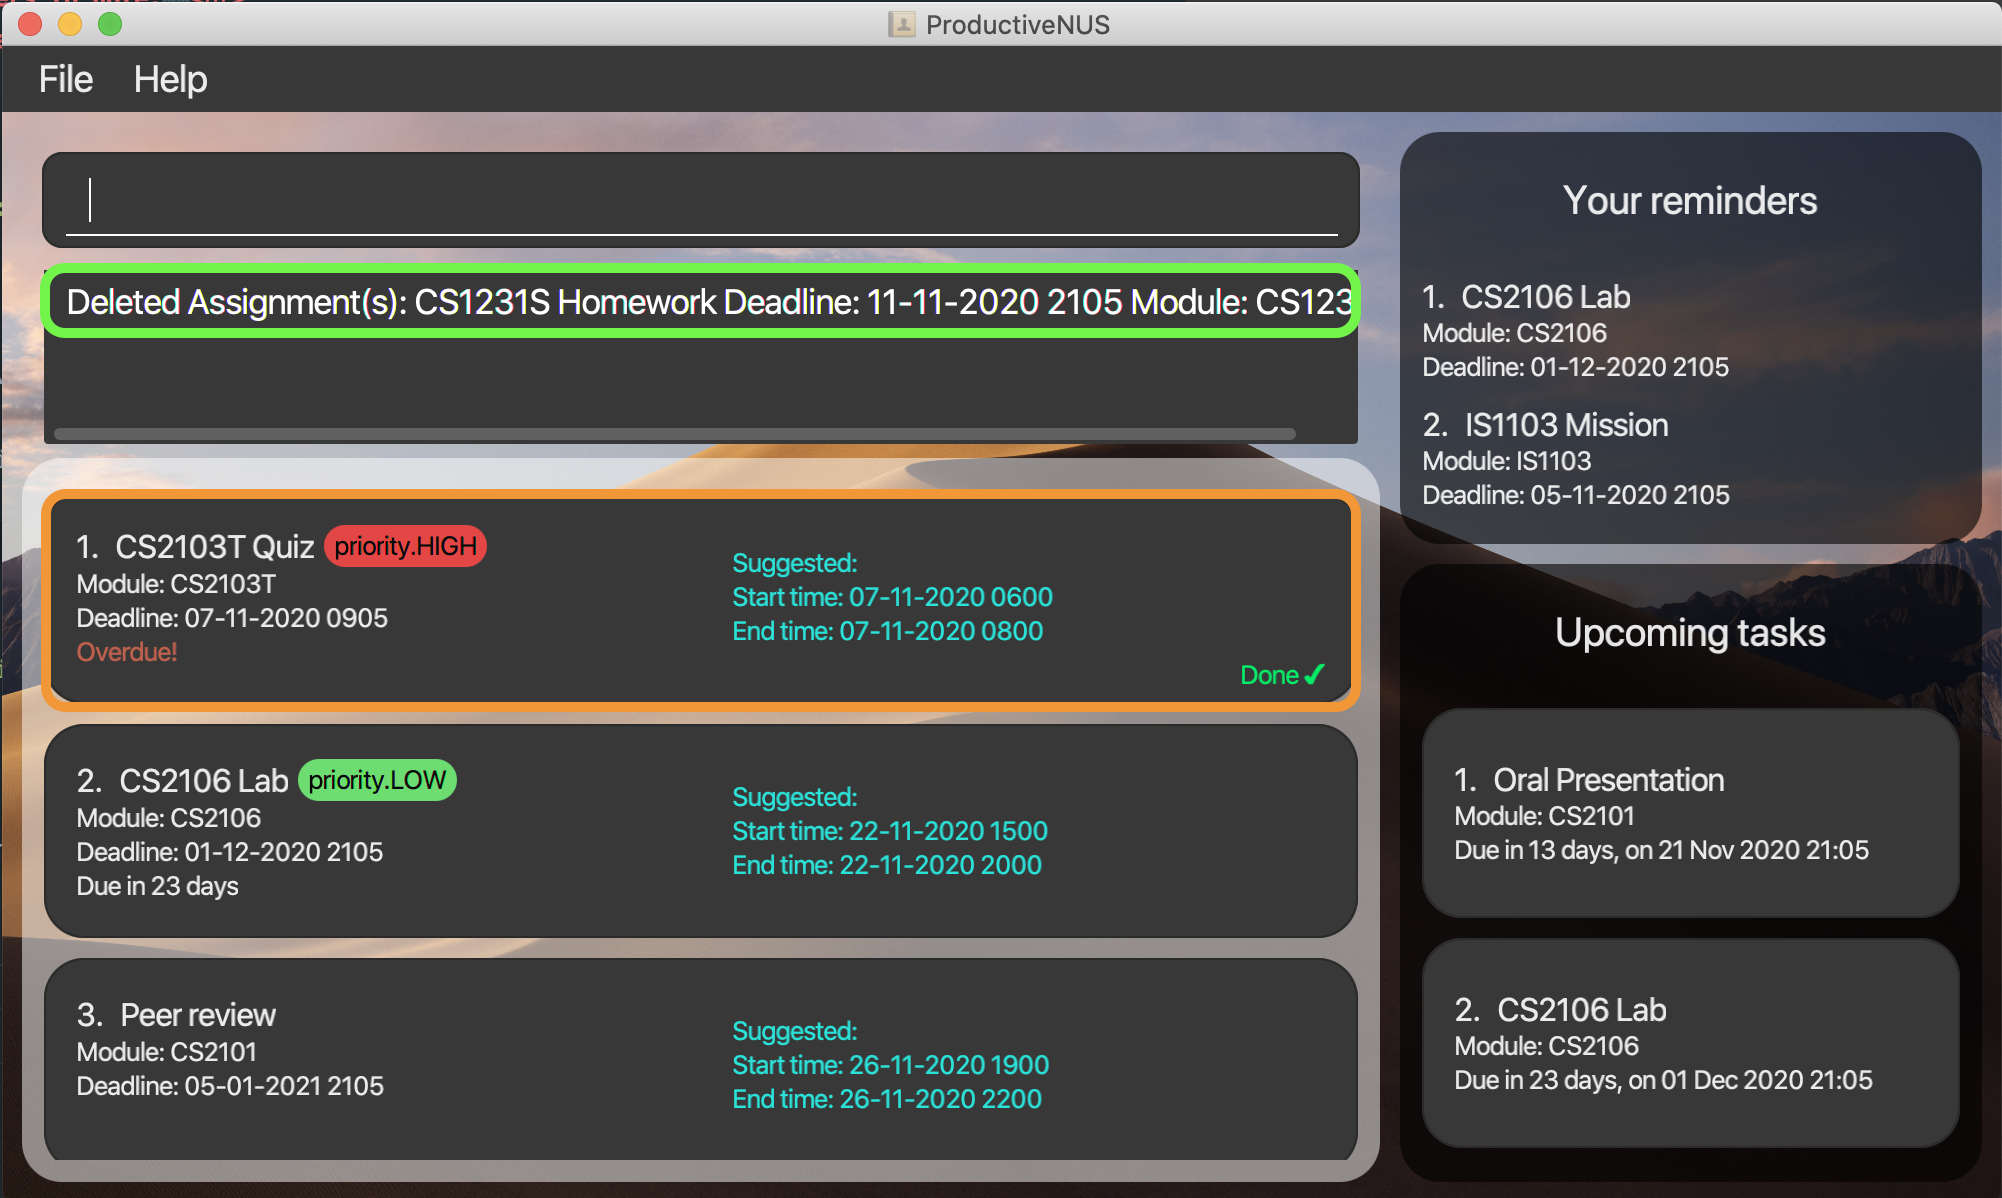 ProductiveNUS
File Help
Deleted Assignment(s): CS1231S Homework Deadline: 11-11-2020 2105 Module: CS123
1. CS2103T Quiz priority.HIGH
Module: CS2103T
Deadline: 07-11-2020 0905
Overdue!
Suggested:
Start time: 07-11-2020 0600
End time: 07-11-2020 0800
Done ✓
2. CS2106 Lab priority.LOW
Module: CS2106
Deadline: 01-12-2020 2105
Due in 23 days
Suggested:
Start time: 22-11-2020 1500
End time: 22-11-2020 2000
3. Peer review
Module: CS2101
Deadline: 05-01-2021 2105
Suggested:
Start time: 26-11-2020 1900
End time: 26-11-2020 2200
Your reminders
1. CS2106 Lab
Module: CS2106
Deadline: 01-12-2020 2105
2. IS1103 Mission
Module: IS1103
Deadline: 05-11-2020 2105
Upcoming tasks
1. Oral Presentation
Module: CS2101
Due in 13 days, on 21 Nov 2020 21:05
2. CS2106 Lab
Module: CS2106
Due in 23 days, on 01 Dec 2020 21:05